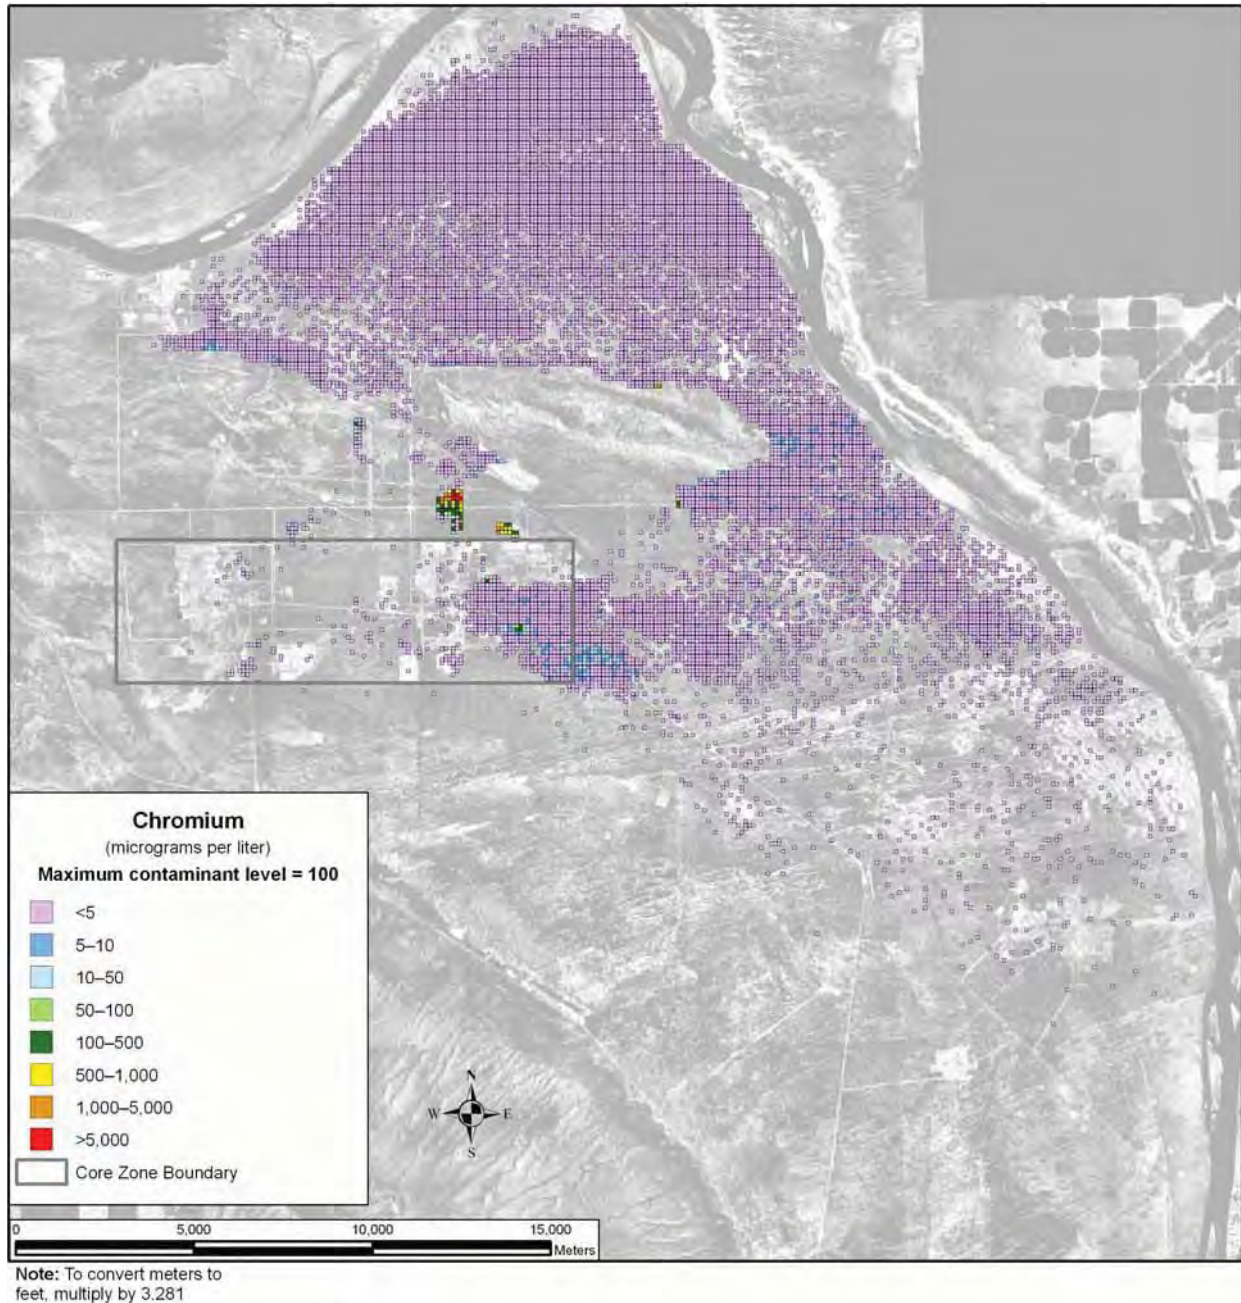 Chromium
(micrograms per liter)
Maximum contaminant level = 100
<5
5–10
10–50
50–100
100–500
500–1,000
1,000–5,000
>5,000
Core Zone Boundary
N
W E
S
0 5,000 10,000 15,000
Meters
Note: To convert meters to
feet, multiply by 3.281